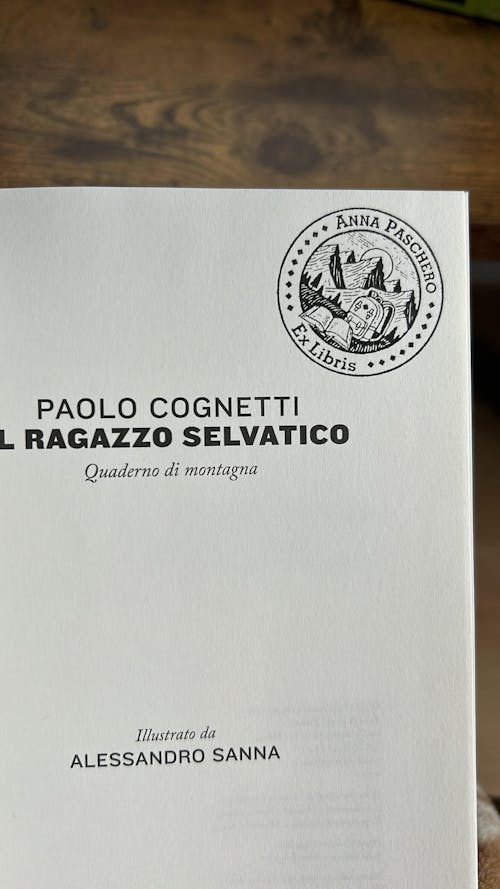 ANNA PASCHERO
Ex Libris
PAOLO COGNETTI
L RAGAZZO SELVATICO
Quaderno di montagna
Illustrato da
ALESSANDRO SANNA